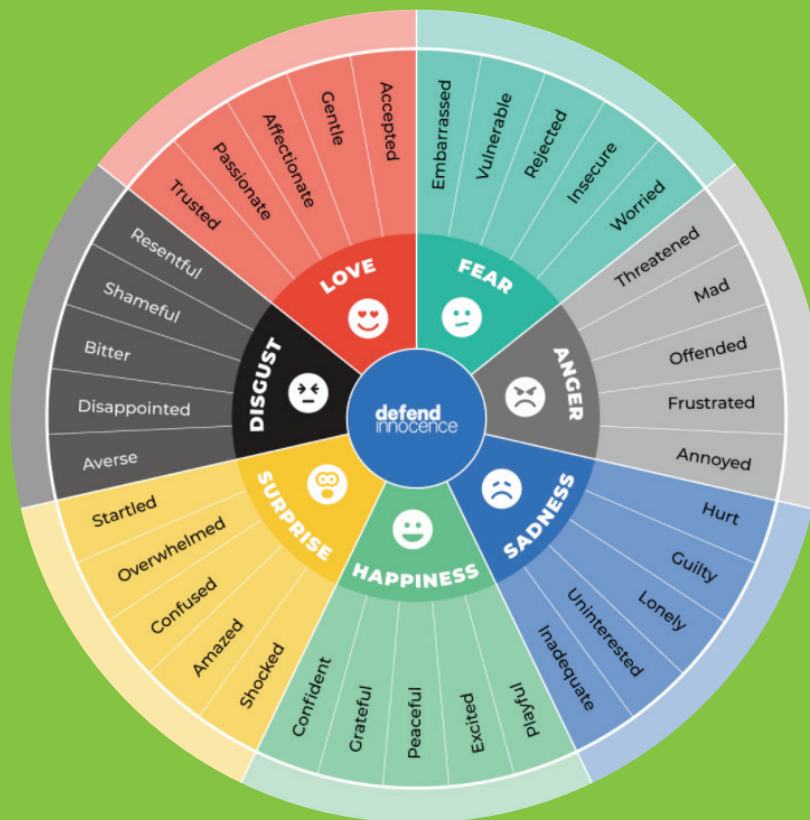 defend
innocence
LOVE
Trusted
Passionate
Affectionate
Gentle
Accepted
FEAR
Embarrassed
Vulnerable
Rejected
Insecure
Worried
ANGER
Threatened
Mad
Offended
Frustrated
Annoyed
SADNESS
Hurt
Guilty
Lonely
Uninterested
Inadequate
HAPPINESS
Playful
Excited
Peaceful
Grateful
Confident
SURPRISE
Shocked
Amazed
Confused
Overwhelmed
Startled
DISGUST
Averse
Disappointed
Bitter
Shameful
Resentful